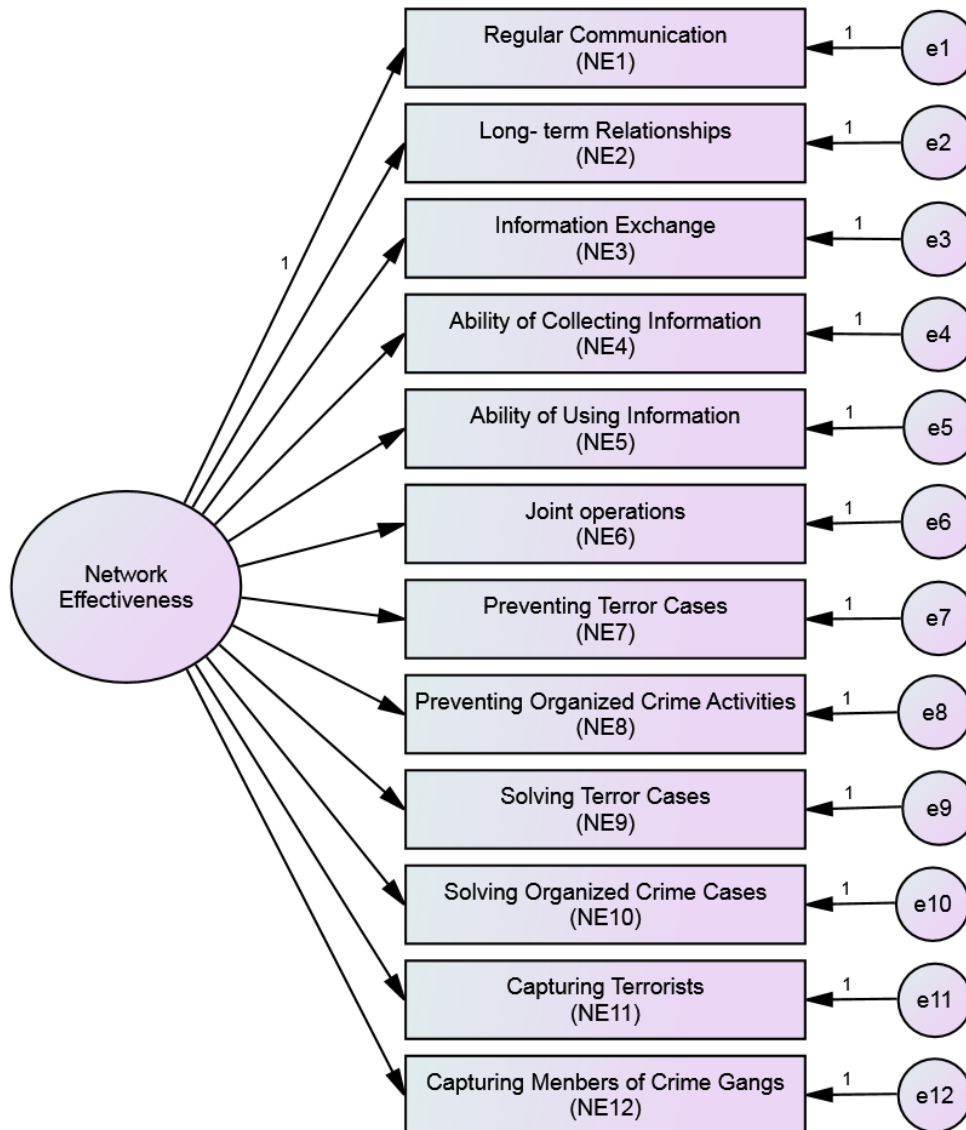 Regular Communication
(NE1)
1
e1
Long- term Relationships
(NE2)
1
e2
Information Exchange
(NE3)
1
e3
1
Ability of Collecting Information
(NE4)
1
e4
Ability of Using Information
(NE5)
1
e5
Joint operations
(NE6)
1
e6
Network
Effectiveness
Preventing Terror Cases
(NE7)
1
e7
Preventing Organized Crime Activities
(NE8)
1
e8
Solving Terror Cases
(NE9)
1
e9
Solving Organized Crime Cases
(NE10)
1
e10
Capturing Terrorists
(NE11)
1
e11
Capturing Menbers of Crime Gangs
(NE12)
1
e12